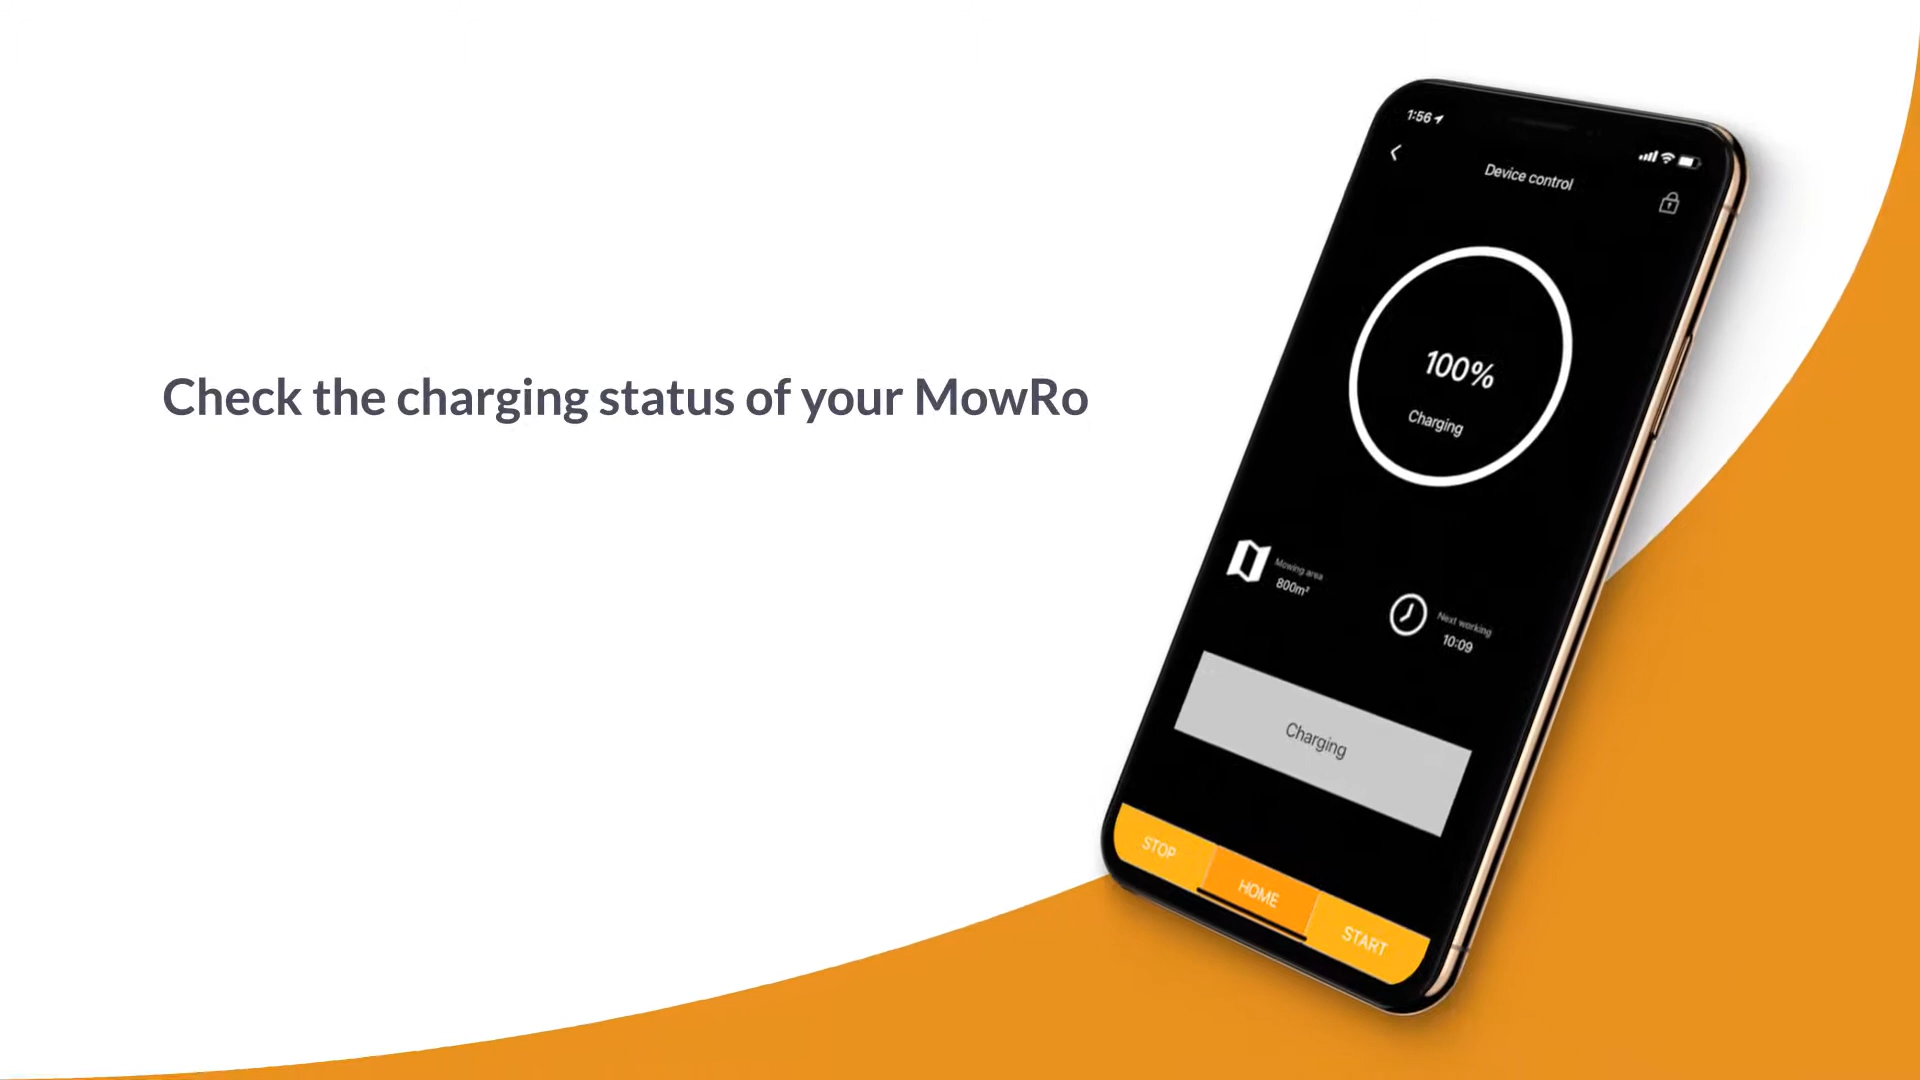 Check the charging status of your MowRo
1:56
Device control
100%
Charging
Mowing area
800m²
Next working
10:09
Charging
STOP
HOME
START